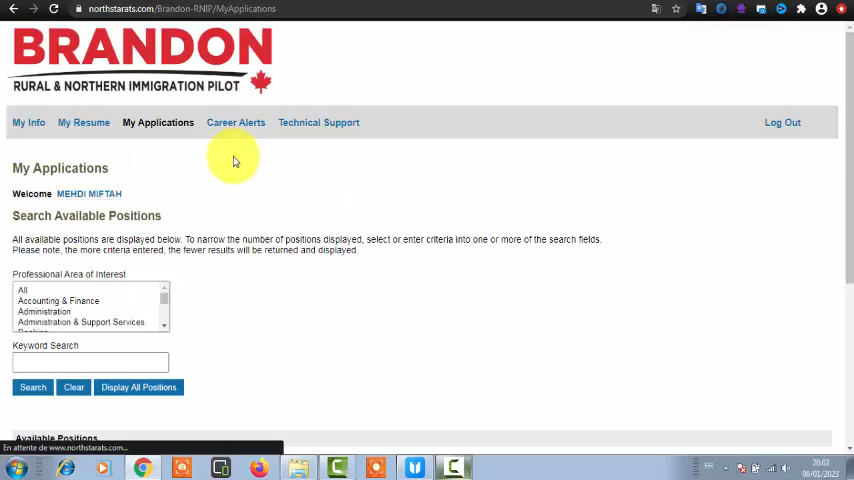 northstarats.com/Brandon-RNIP/MyApplications
BRANDON
RURAL & NORTHERN IMMIGRATION PILOT
My Info My Resume My Applications Career Alerts Technical Support Log Out
My Applications
Welcome MEHDI MIFTAH
Search Available Positions
All available positions are displayed below. To narrow the number of positions displayed, select or enter criteria into one or more of the search fields.
Please note, the more criteria entered, the fewer results will be returned and displayed.
Professional Area of Interest
All
Accounting & Finance
Administration
Administration & Support Services
Banking
Keyword Search
Search Clear Display All Positions
Available Positions
En attente de www.northstarats.com...
FR 20:02
06/01/2023